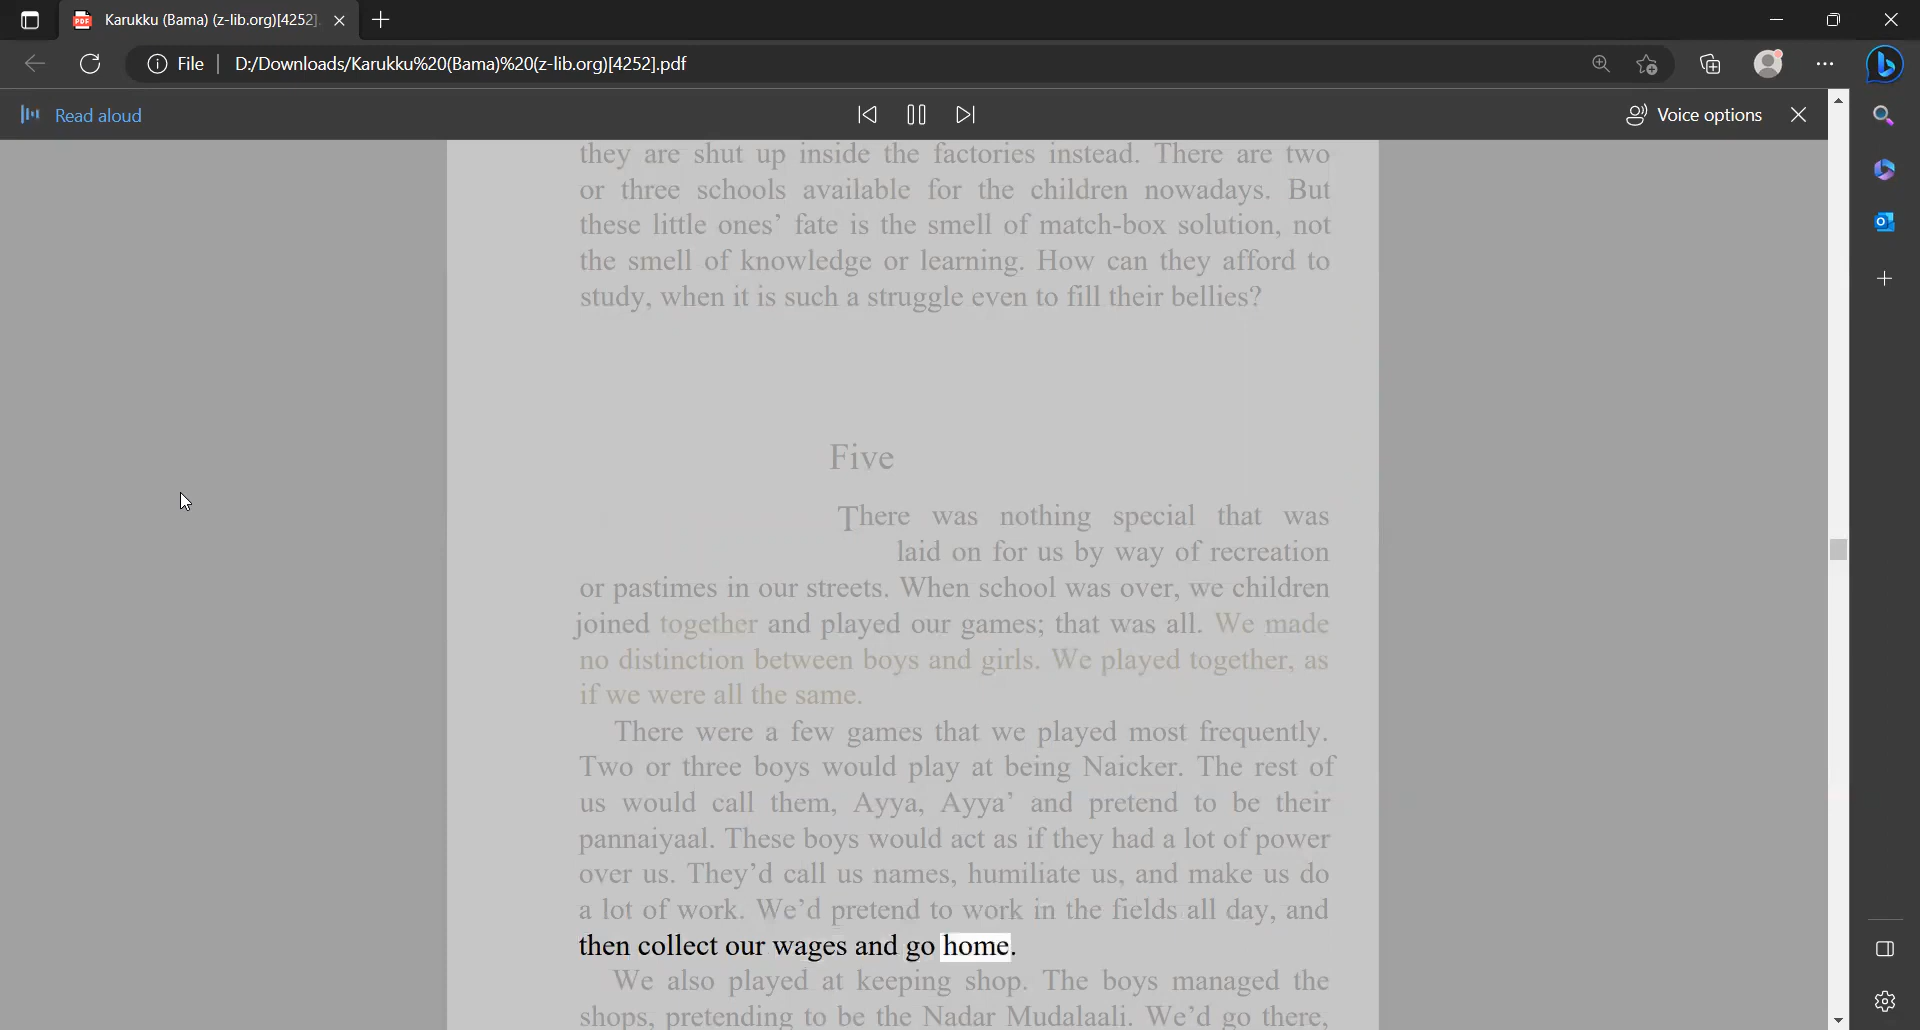 Karukku (Bama) (z-lib.org)[4252]
File D:/Downloads/Karukku%20(Bama)%20(z-lib.org)[4252].pdf
Read aloud
Voice options
they are shut up inside the factories instead. There are two
or three schools available for the children nowadays. But
these little ones’ fate is the smell of match-box solution, not
the smell of knowledge or learning. How can they afford to
study, when it is such a struggle even to fill their bellies?
Five
There was nothing special that was
laid on for us by way of recreation
or pastimes in our streets. When school was over, we children
joined together and played our games; that was all. We made
no distinction between boys and girls. We played together, as
if we were all the same.
There were a few games that we played most frequently.
Two or three boys would play at being Naicker. The rest of
us would call them, Ayya, Ayya’ and pretend to be their
pannaiyaal. These boys would act as if they had a lot of power
over us. They’d call us names, humiliate us, and make us do
a lot of work. We’d pretend to work in the fields all day, and
then collect our wages and go home.
We also played at keeping shop. The boys managed the
shops, pretending to be the Nadar Mudalaali. We’d go there,